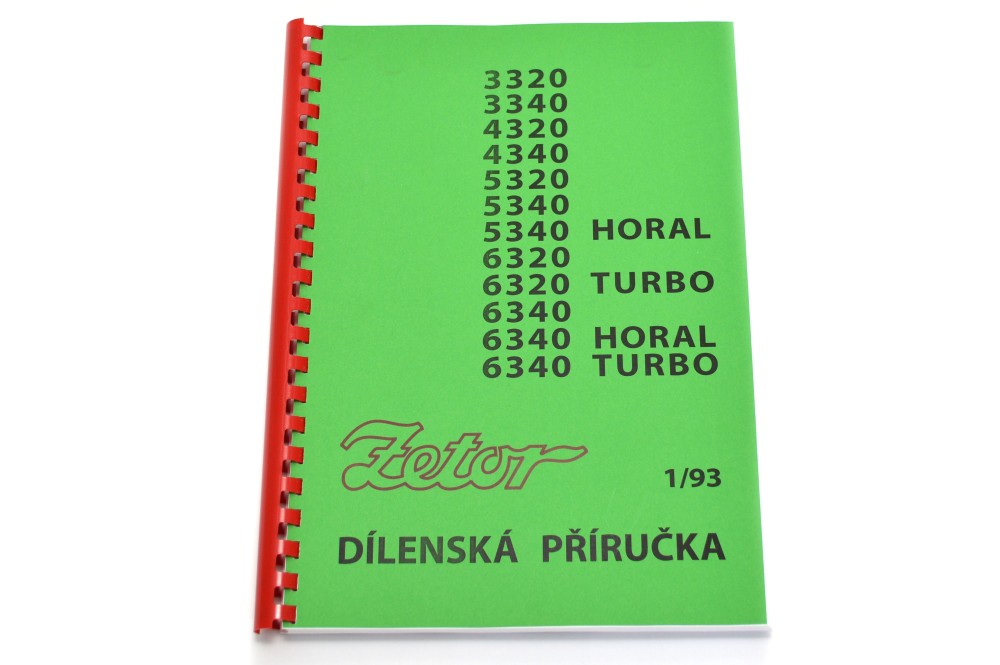 3320
3340
4320
4340
5320
5340
5340 HORAL
6320
6320 TURBO
6340
6340 HORAL
6340 TURBO
Zetor
1/93
DÍLENSKÁ PŘÍRUČKA